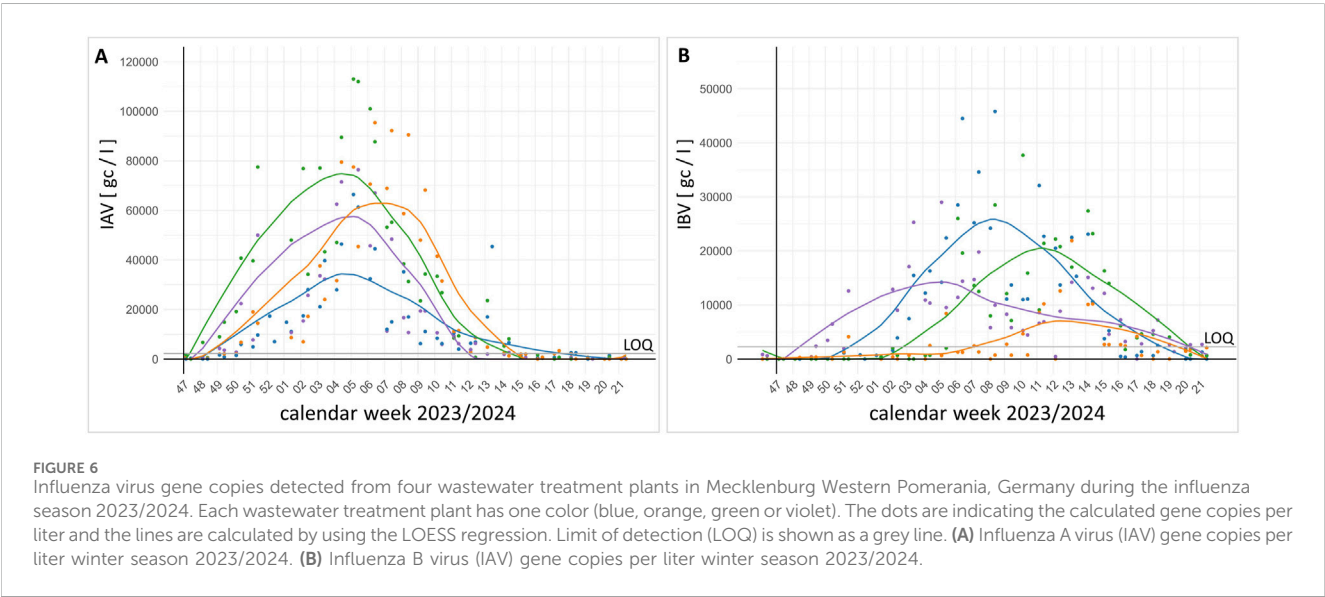 A
120000
100000
80000
60000
40000
20000
0
IAV [ gc / l ]
LOQ
47 48 49 50 51 52 01 02 03 04 05 06 07 08 09 10 11 12 13 14 15 16 17 18 19 20 21
calendar week 2023/2024
B
50000
40000
30000
20000
10000
0
IBV [ gc / l ]
LOQ
47 48 49 50 51 52 01 02 03 04 05 06 07 08 09 10 11 12 13 14 15 16 17 18 19 20 21
calendar week 2023/2024
FIGURE 6
Influenza virus gene copies detected from four wastewater treatment plants in Mecklenburg Western Pomerania, Germany during the influenza
season 2023/2024. Each wastewater treatment plant has one color (blue, orange, green or violet). The dots are indicating the calculated gene copies per
liter and the lines are calculated by using the LOESS regression. Limit of detection (LOQ) is shown as a grey line. (A) Influenza A virus (IAV) gene copies per
liter winter season 2023/2024. (B) Influenza B virus (IAV) gene copies per liter winter season 2023/2024.